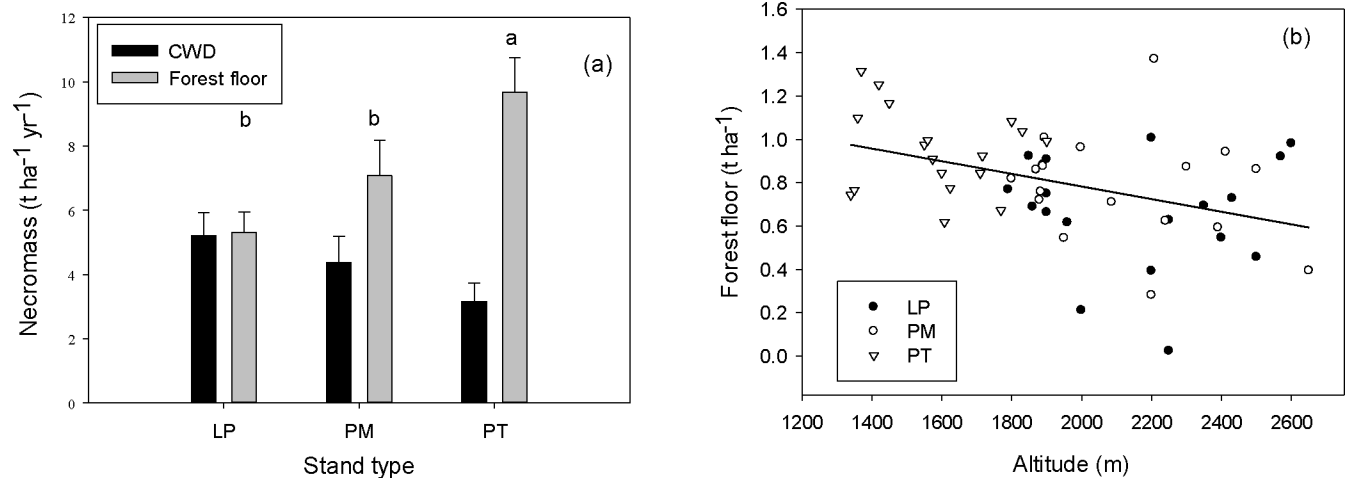 12
10
8
6
4
2
0
Necromass (t ha⁻¹ yr⁻¹)
CWD
Forest floor
(a)
b
b
a
LP
PM
PT
Stand type
1.6
1.4
1.2
1.0
0.8
0.6
0.4
0.2
0.0
Forest floor (t ha⁻¹)
(b)
LP
PM
PT
1200 1400 1600 1800 2000 2200 2400 2600
Altitude (m)